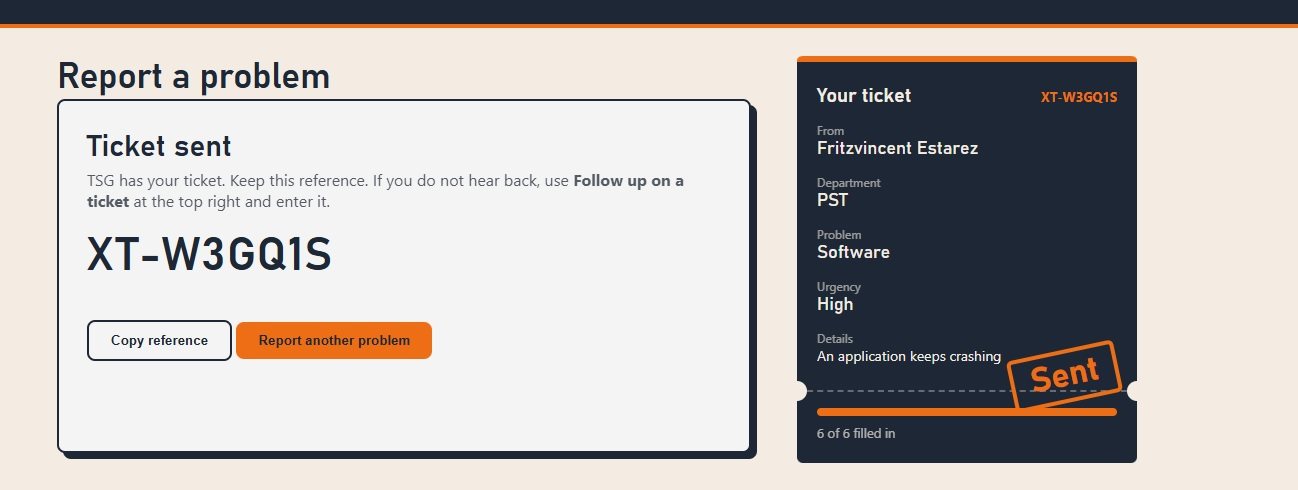 Report a problem
Ticket sent
TSG has your ticket. Keep this reference. If you do not hear back, use Follow up on a
ticket at the top right and enter it.
XT-W3GQ1S
Copy reference
Report another problem
Your ticket
XT-W3GQ1S
From
Fritzvincent Estarez
Department
PST
Problem
Software
Urgency
High
Details
An application keeps crashing
Sent
6 of 6 filled in